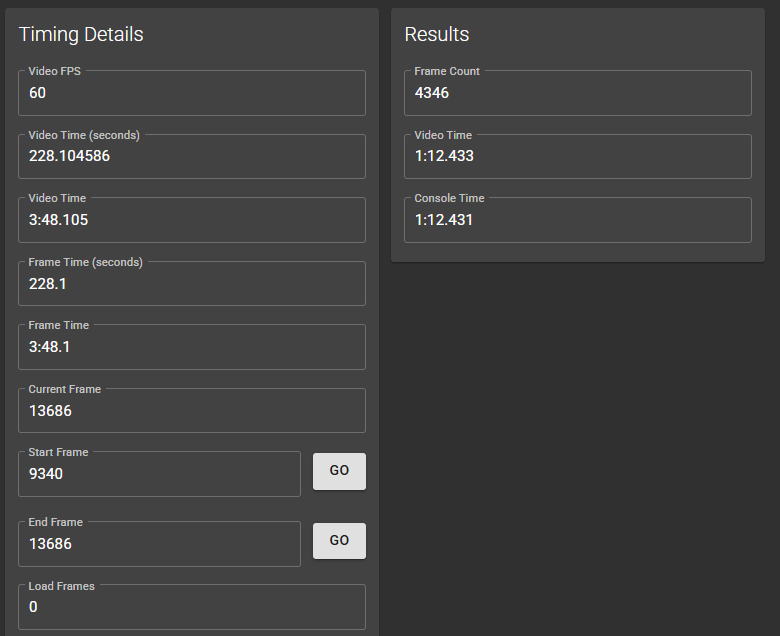 Timing Details
Video FPS
60
Video Time (seconds)
228.104586
Video Time
3:48.105
Frame Time (seconds)
228.1
Frame Time
3:48.1
Current Frame
13686
Start Frame
9340
GO
End Frame
13686
GO
Load Frames
0
Results
Frame Count
4346
Video Time
1:12.433
Console Time
1:12.431